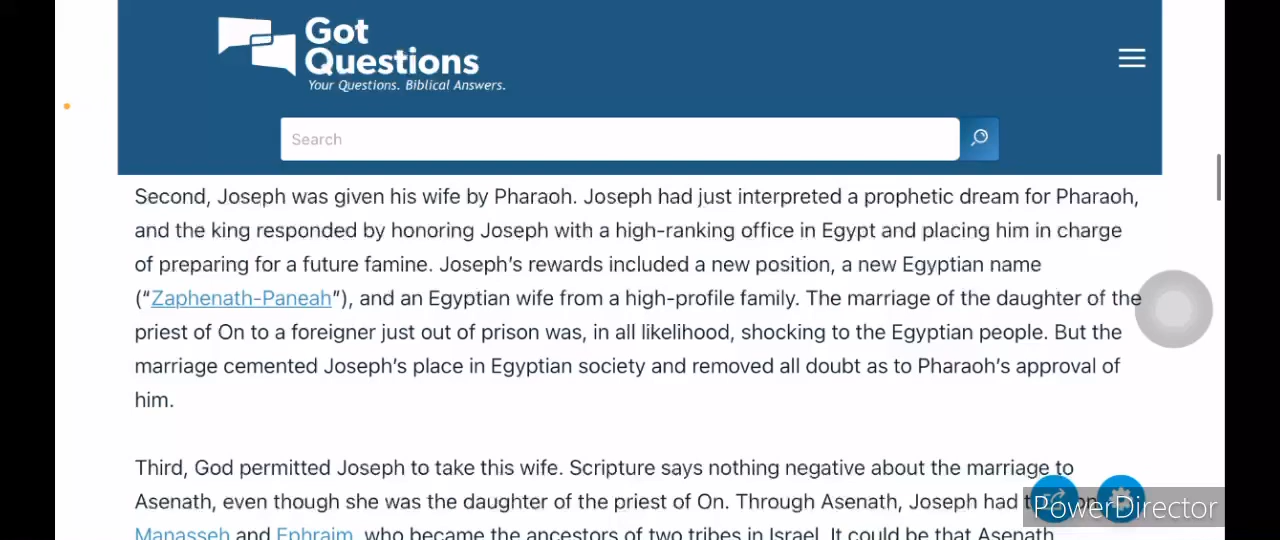 Got
Questions
Your Questions. Biblical Answers.
Search
Second, Joseph was given his wife by Pharaoh. Joseph had just interpreted a prophetic dream for Pharaoh,
and the king responded by honoring Joseph with a high-ranking office in Egypt and placing him in charge
of preparing for a future famine. Joseph’s rewards included a new position, a new Egyptian name
(“Zaphenath-Paneah”), and an Egyptian wife from a high-profile family. The marriage of the daughter of the
priest of On to a foreigner just out of prison was, in all likelihood, shocking to the Egyptian people. But the
marriage cemented Joseph’s place in Egyptian society and removed all doubt as to Pharaoh’s approval of
him.
Third, God permitted Joseph to take this wife. Scripture says nothing negative about the marriage to
Asenath, even though she was the daughter of the priest of On. Through Asenath, Joseph had
PowerDirector
Manasseh and Ephraim, who became the ancestors of two tribes in Israel. It could be that Asenath